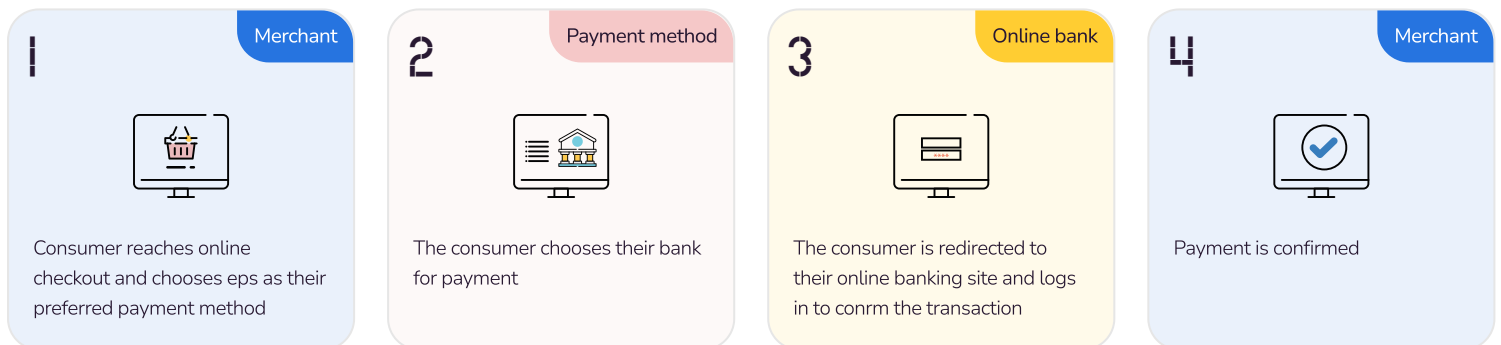 1
Merchant
Consumer reaches online
checkout and chooses eps as their
preferred payment method
2
Payment method
The consumer chooses their bank
for payment
3
Online bank
****
The consumer is redirected to
their online banking site and logs
in to conrm the transaction
4
Merchant
Payment is confirmed